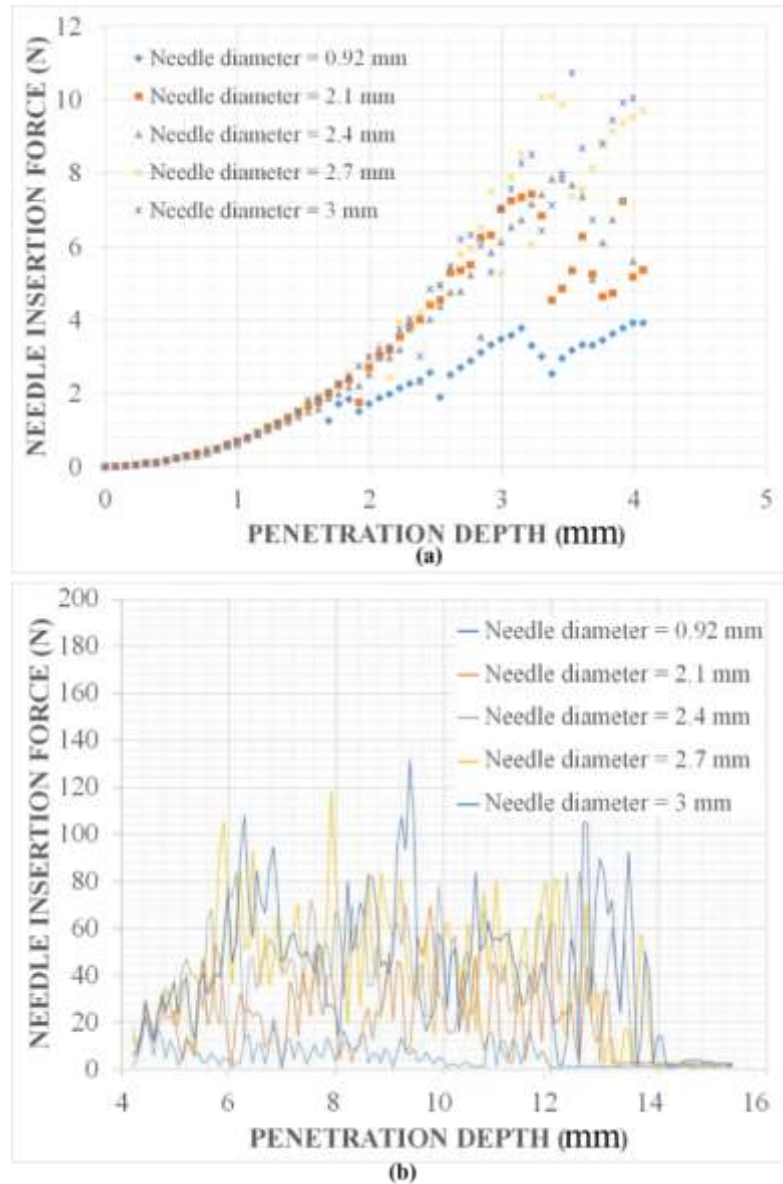 12
10
8
6
4
2
0
NEEDLE INSERTION FORCE (N)
Needle diameter = 0.92 mm
Needle diameter = 2.1 mm
Needle diameter = 2.4 mm
Needle diameter = 2.7 mm
Needle diameter = 3 mm
0 1 2 3 4 5
PENETRATION DEPTH (mm)
(a)
200
180
160
140
120
100
80
60
40
20
0
NEEDLE INSERTION FORCE (N)
Needle diameter = 0.92 mm
Needle diameter = 2.1 mm
Needle diameter = 2.4 mm
Needle diameter = 2.7 mm
Needle diameter = 3 mm
4 6 8 10 12 14 16
PENETRATION DEPTH (mm)
(b)